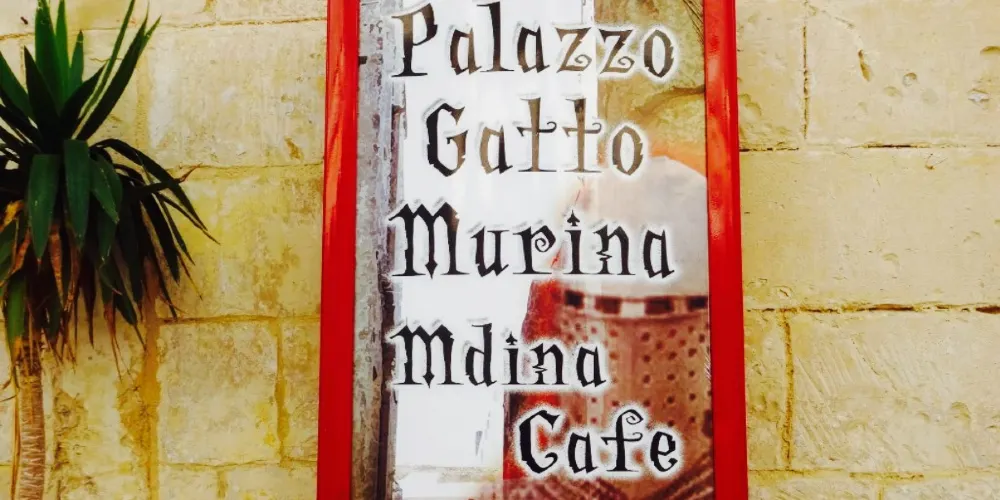 Palazzo
Gatto
Murina
Mdina
Cafe